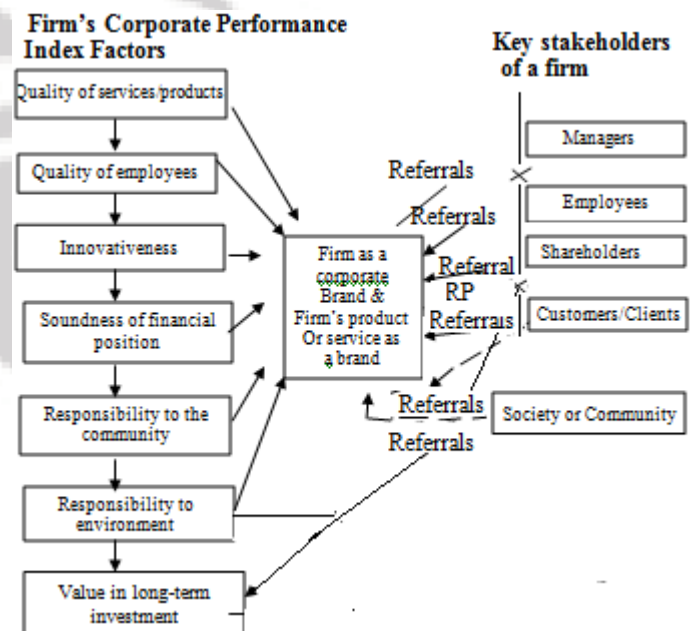 Firm's Corporate Performance
Index Factors
Key stakeholders
of a firm
Quality of services/products
Quality of employees
Innovativeness
Soundness of financial
position
Responsibility to the
community
Responsibility to
environment
Value in long-term
investment
Firm as a
corporate
Brand &
Firm's product
Or service as
a brand
Referrals
Referrals
Referral
RP
Referrals
Referrals
Referrals
Managers
Employees
Shareholders
Customers/Clients
Society or Community